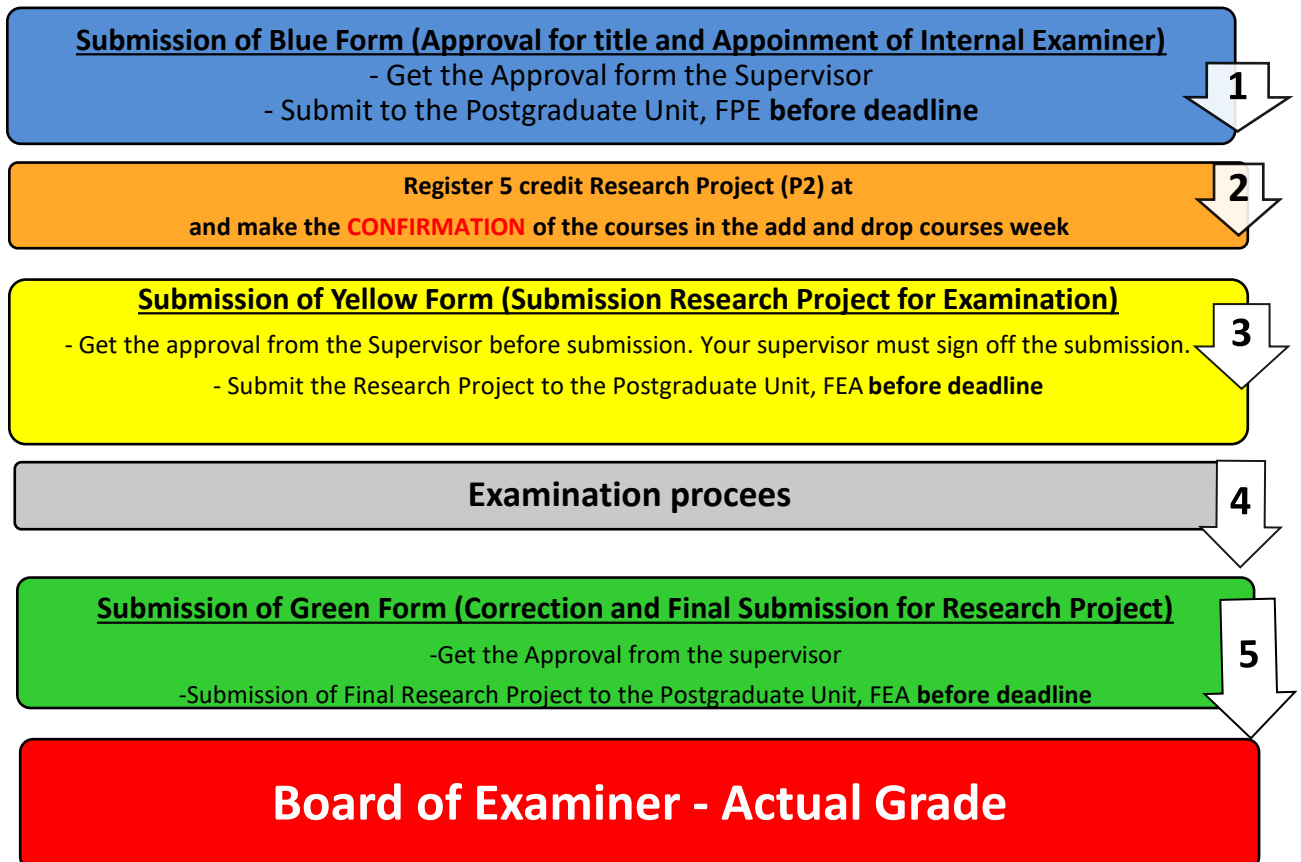 Submission of Blue Form (Approval for title and Appoinment of Internal Examiner)
- Get the Approval form the Supervisor
- Submit to the Postgraduate Unit, FPE before deadline
1
Register 5 credit Research Project (P2) at
and make the CONFIRMATION of the courses in the add and drop courses week
2
Submission of Yellow Form (Submission Research Project for Examination)
- Get the approval from the Supervisor before submission. Your supervisor must sign off the submission.
- Submit the Research Project to the Postgraduate Unit, FEA before deadline
3
Examination procees
4
Submission of Green Form (Correction and Final Submission for Research Project)
-Get the Approval from the supervisor
-Submission of Final Research Project to the Postgraduate Unit, FEA before deadline
5
Board of Examiner - Actual Grade